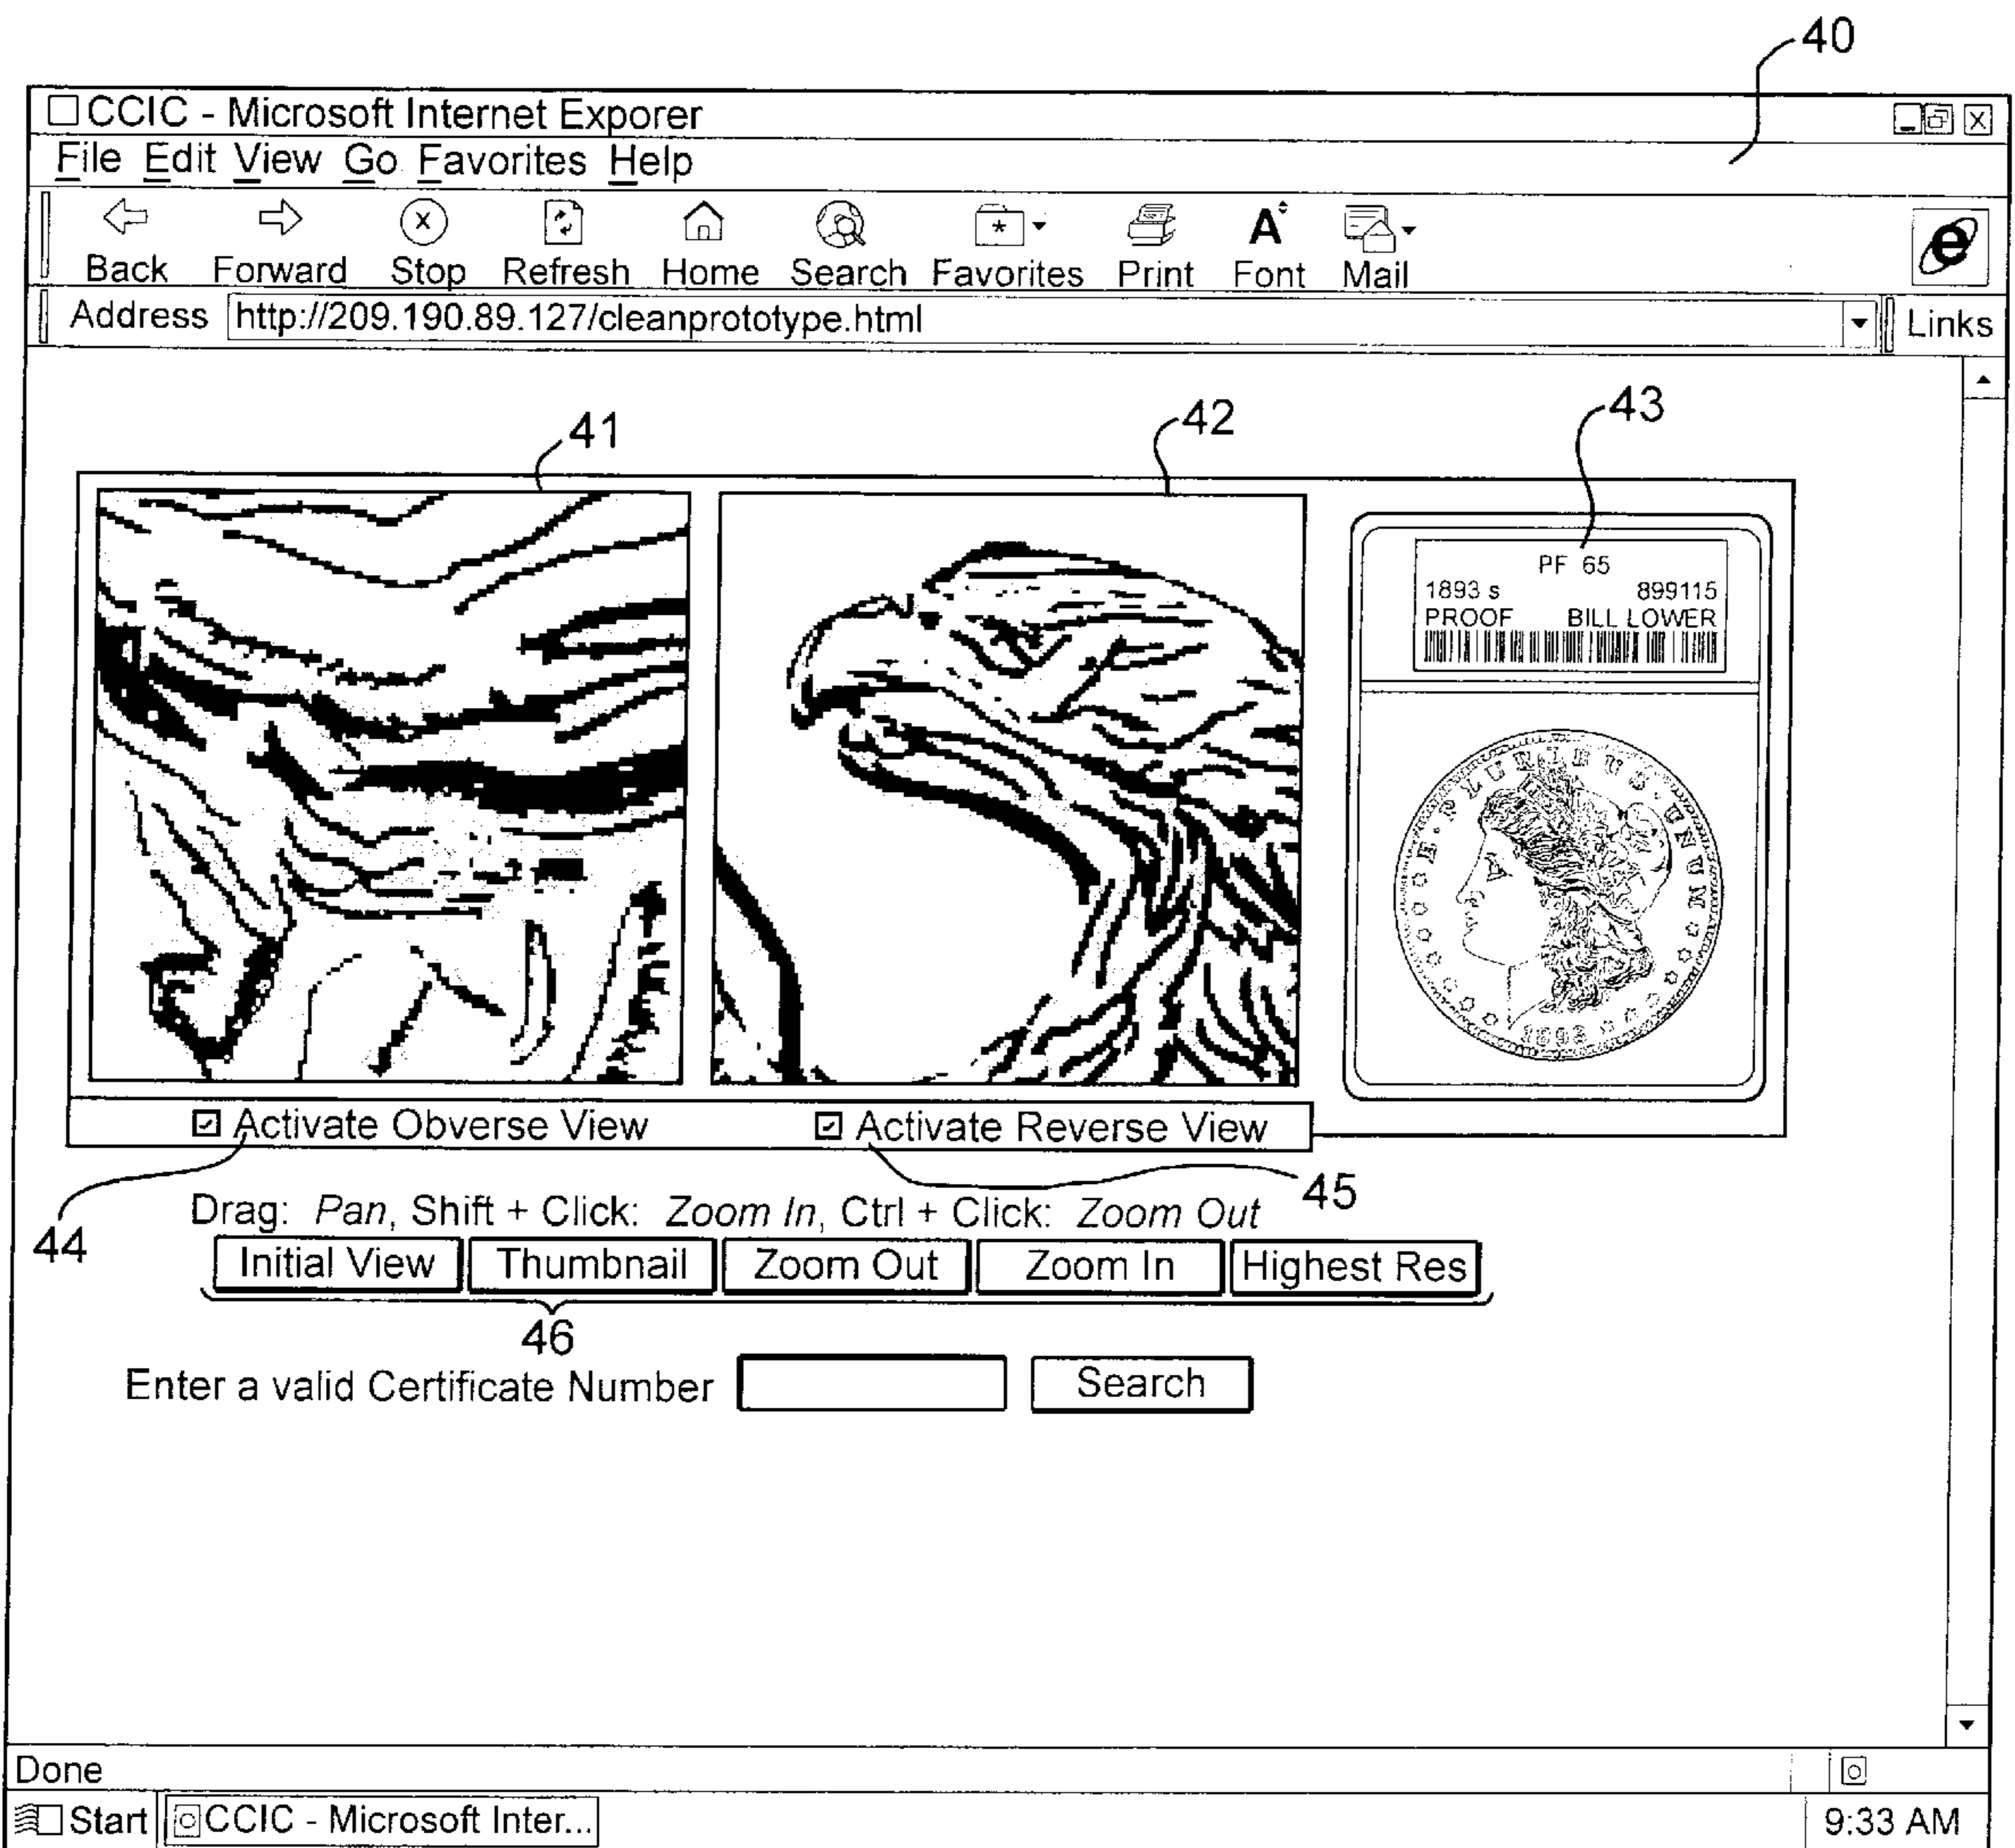 40
CCIC - Microsoft Internet Exporer
File Edit View Go Favorites Help
Back Forward Stop Refresh Home Search Favorites Print Font Mail
Address http://209.190.89.127/cleanprototype.html Links
41 42 43
PF 65
1893 s 899115
PROOF BILL LOWER
E·PLURIBUS·UNUM
1893
Activate Obverse View Activate Reverse View
44 45
Drag: Pan, Shift + Click: Zoom In, Ctrl + Click: Zoom Out
Initial View Thumbnail Zoom Out Zoom In Highest Res
46
Enter a valid Certificate Number Search
Done
Start CCIC - Microsoft Inter... 9:33 AM